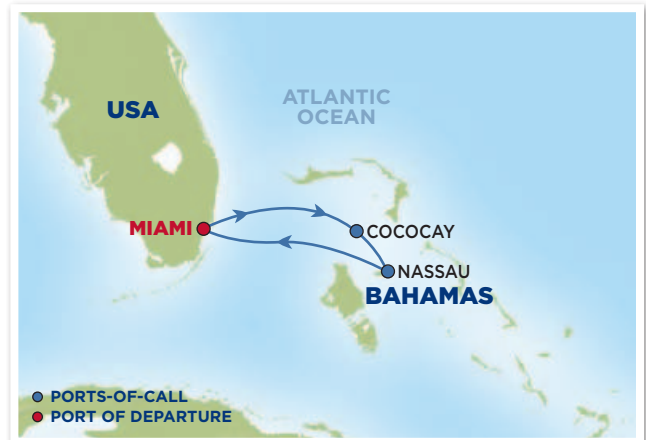 USA
ATLANTIC
OCEAN
MIAMI
COCOCAY
NASSAU
BAHAMAS
PORTS-OF-CALL
PORT OF DEPARTURE